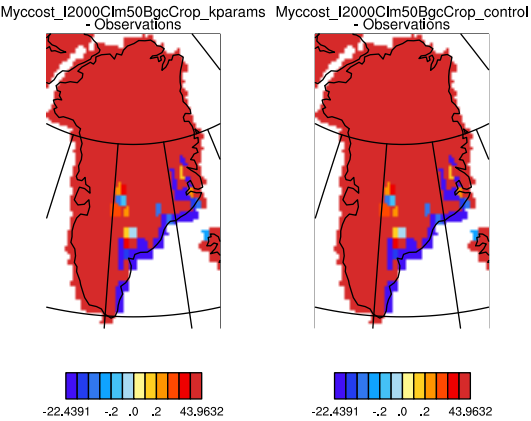 Myccost_I2000Clm50BgcCrop_kparams
- Observations
Myccost_I2000Clm50BgcCrop_control
- Observations
-22.4391 -.2 .0 .2 43.9632
-22.4391 -.2 .0 .2 43.9632